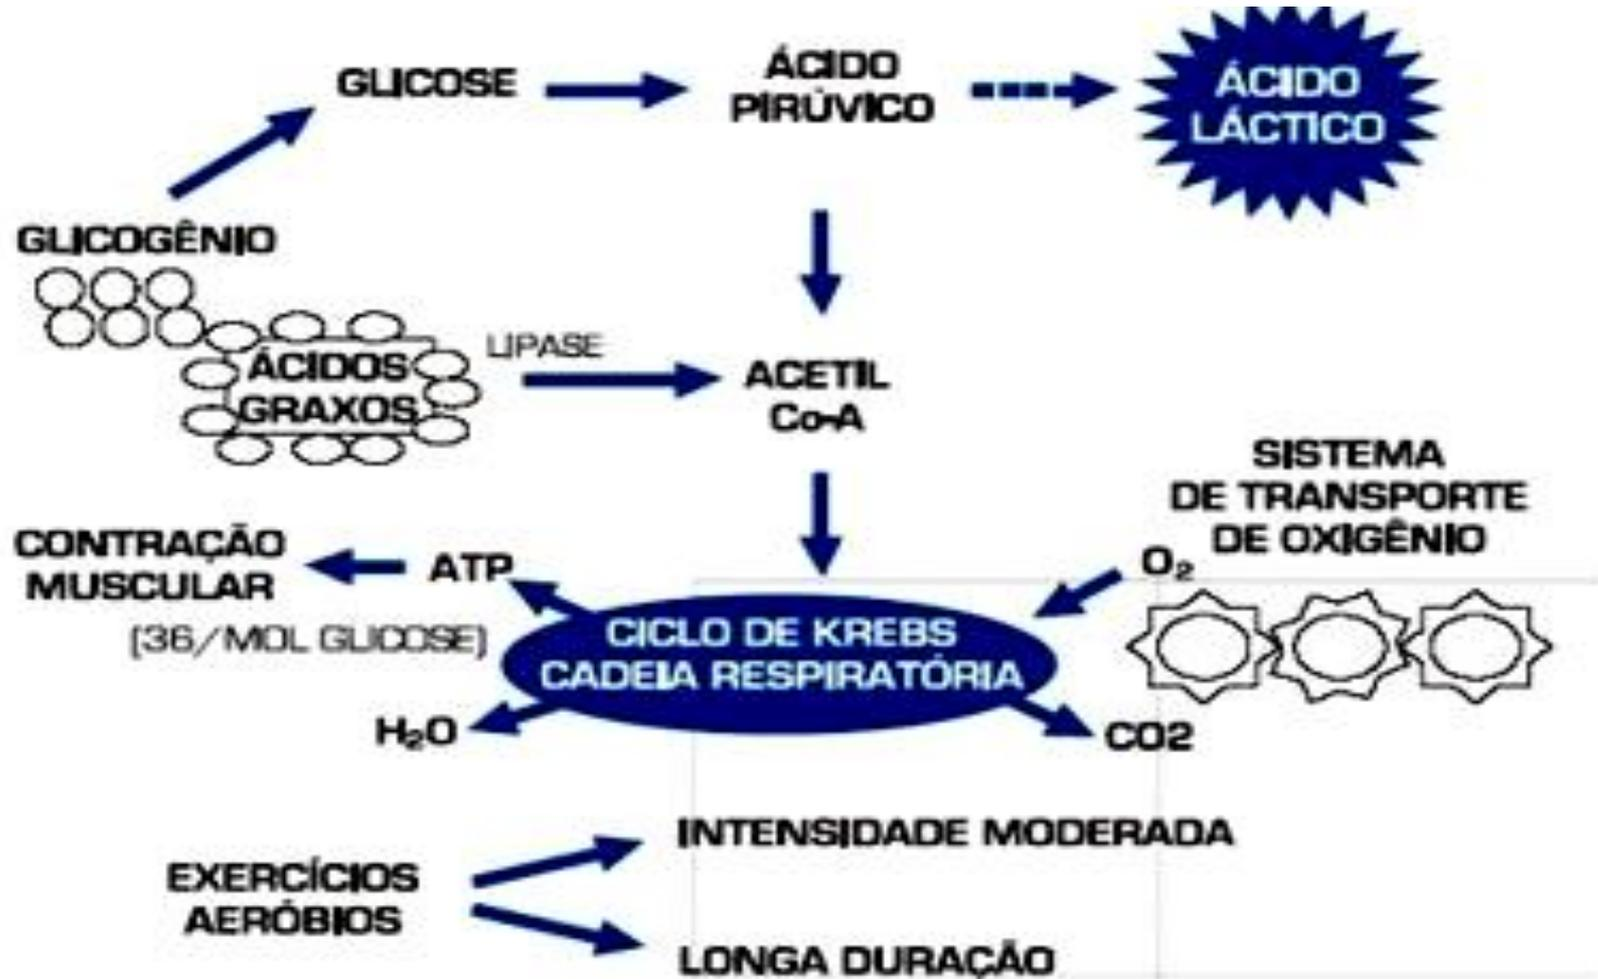 GLICOSE
ÁCIDO
PIRÚVICO
ÁCIDO
LÁCTICO
GLICOGÊNIO
ÁCIDOS
GRAXOS
LIPASE
ACETIL
Co-A
SISTEMA
DE TRANSPORTE
DE OXIGÊNIO
O₂
CONTRAÇÃO
MUSCULAR
ATP
[36/MOL GLICOSE]
CICLO DE KREBS
CADEIA RESPIRATÓRIA
H₂O
CO2
EXERCÍCIOS
AERÓBIOS
INTENSIDADE MODERADA
LONGA DURAÇÃO